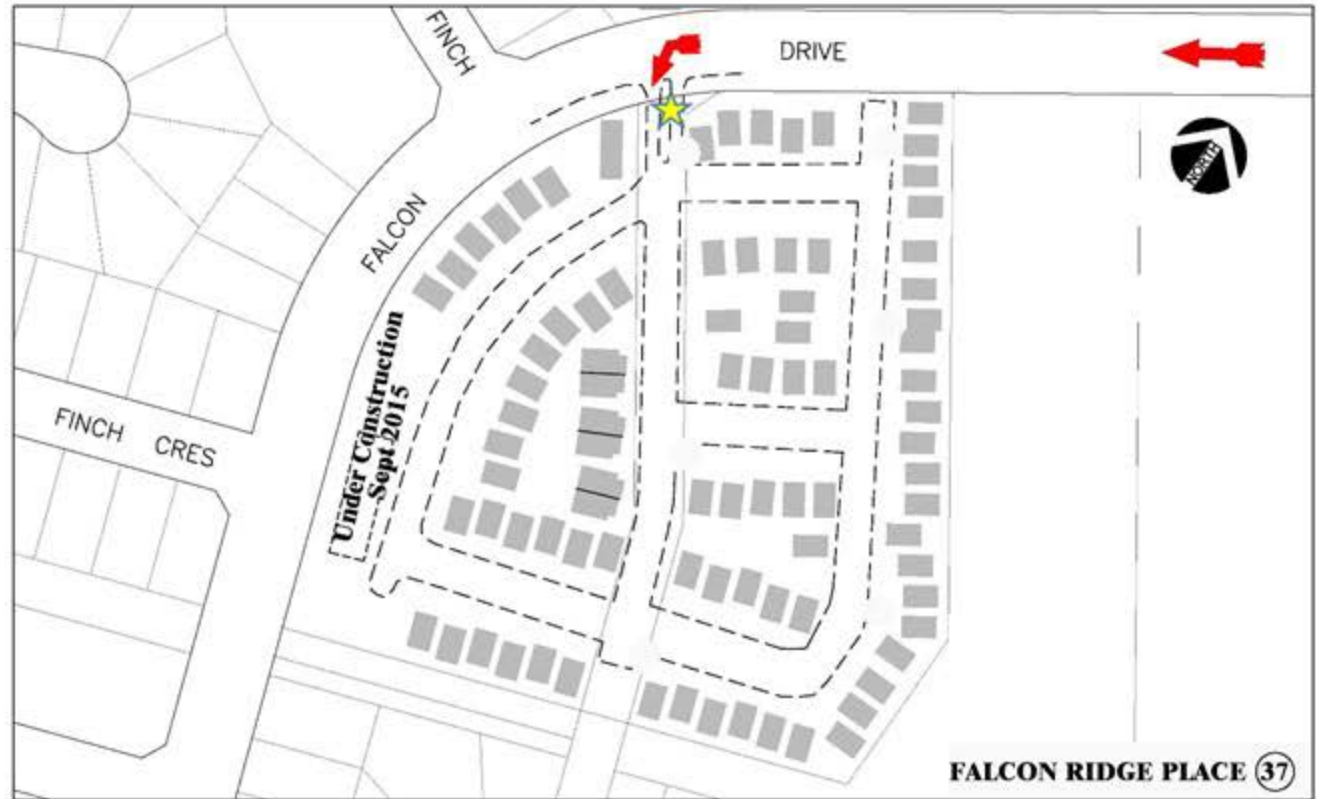 FINCH
DRIVE
NORTH
FALCON
Under Construction
Sept 2015
FINCH CRES
FALCON RIDGE PLACE 37